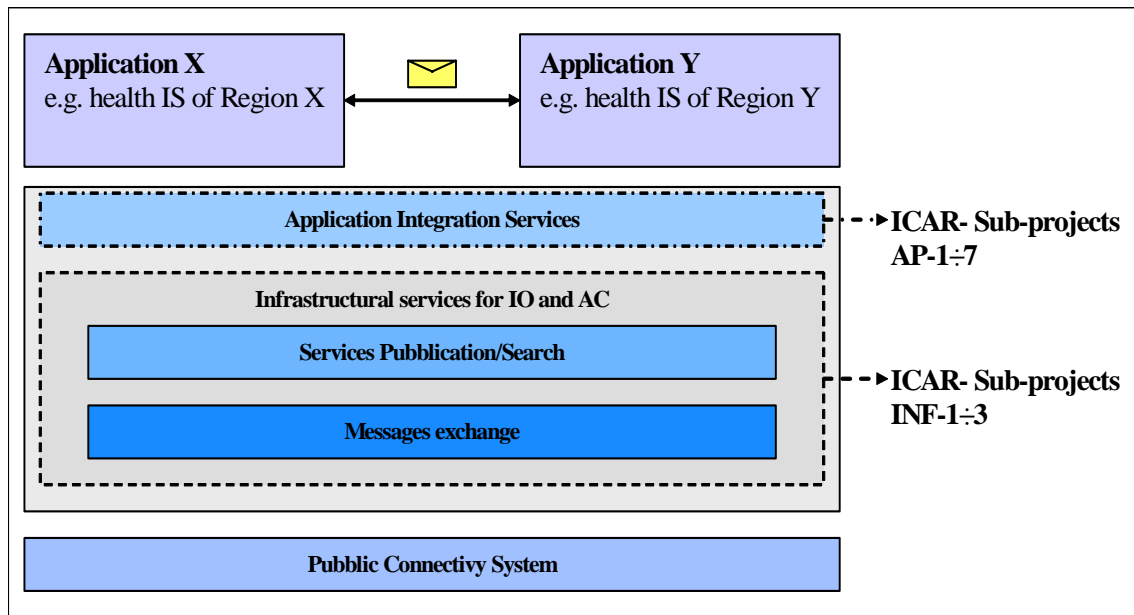 Application X
e.g. health IS of Region X
Application Y
e.g. health IS of Region Y
Application Integration Services
ICAR- Sub-projects
AP-1÷7
Infrastructural services for IO and AC
Services Pubblication/Search
ICAR- Sub-projects
INF-1÷3
Messages exchange
Pubblic Connectivy System